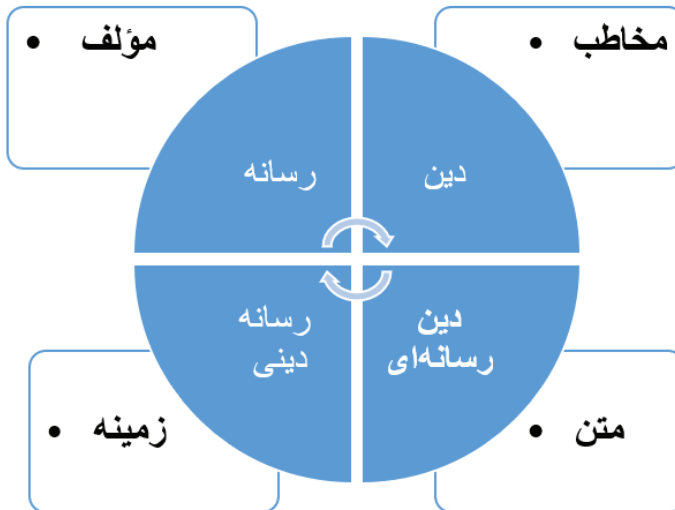 • مخاطب
• مؤلف
دین
رسانه
دین
رسانه‌ای
رسانه
دینی
• متن
• زمینه